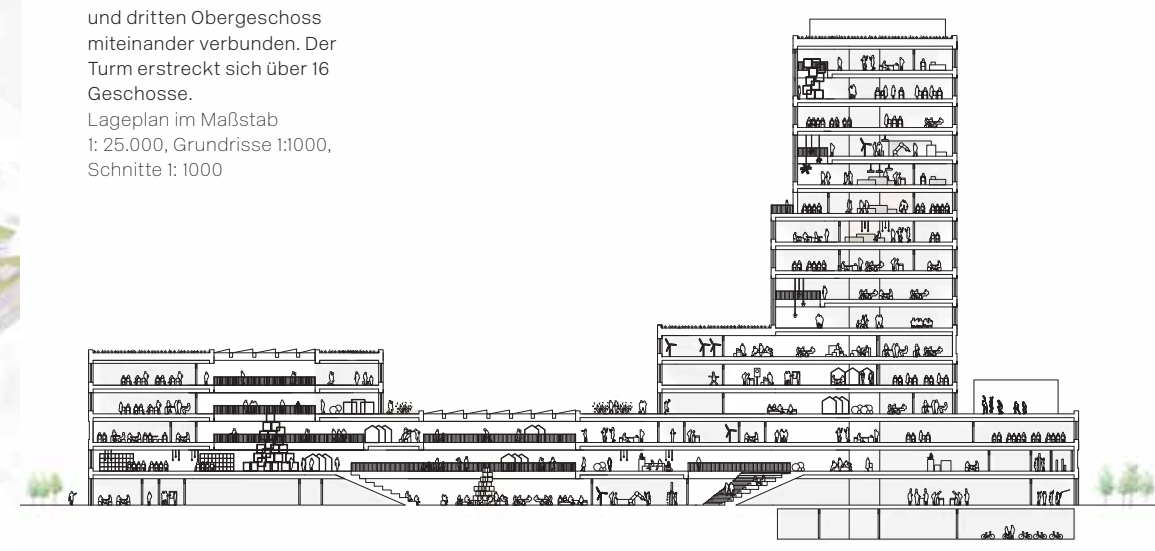 und dritten Obergeschoss
miteinander verbunden. Der
Turm erstreckt sich über 16
Geschosse.
Lageplan im Maßstab
1: 25.000, Grundrisse 1:1000,
Schnitte 1: 1000